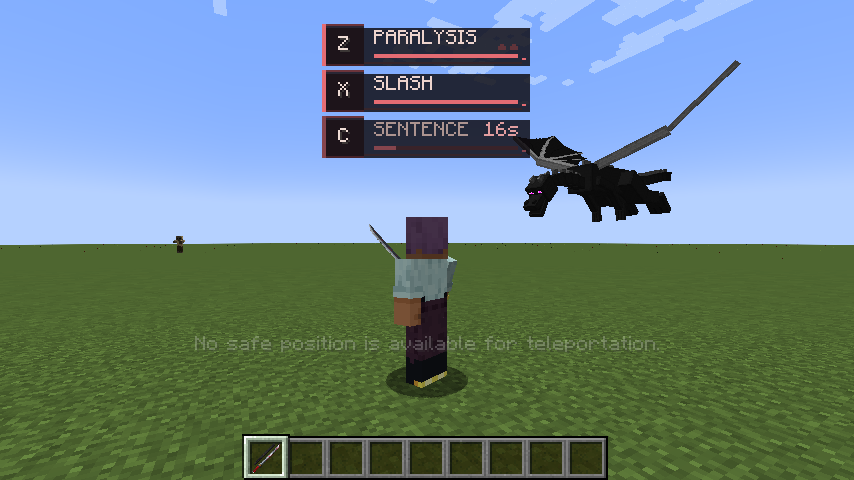 Z PARALYSIS
X SLASH
C SENTENCE 16s
No safe position is available for teleportation.